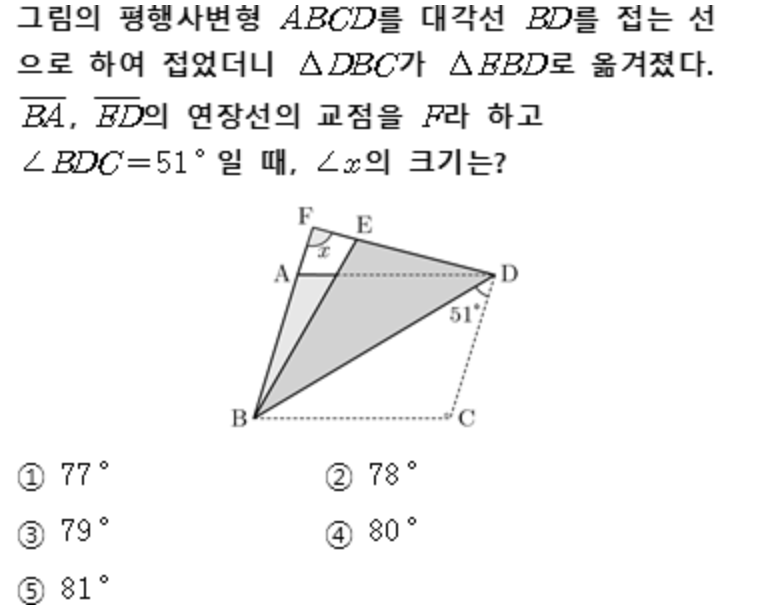 그림의 평행사변형 ABCD를 대각선 BD를 접는 선
으로 하여 접었더니 △DBC가 △EBD로 옮겨졌다.
BA, ED의 연장선의 교점을 F라 하고
∠BDC=51°일 때, ∠x의 크기는?
F
E
x
A
D
51°
B
C
① 77°
② 78°
③ 79°
④ 80°
⑤ 81°